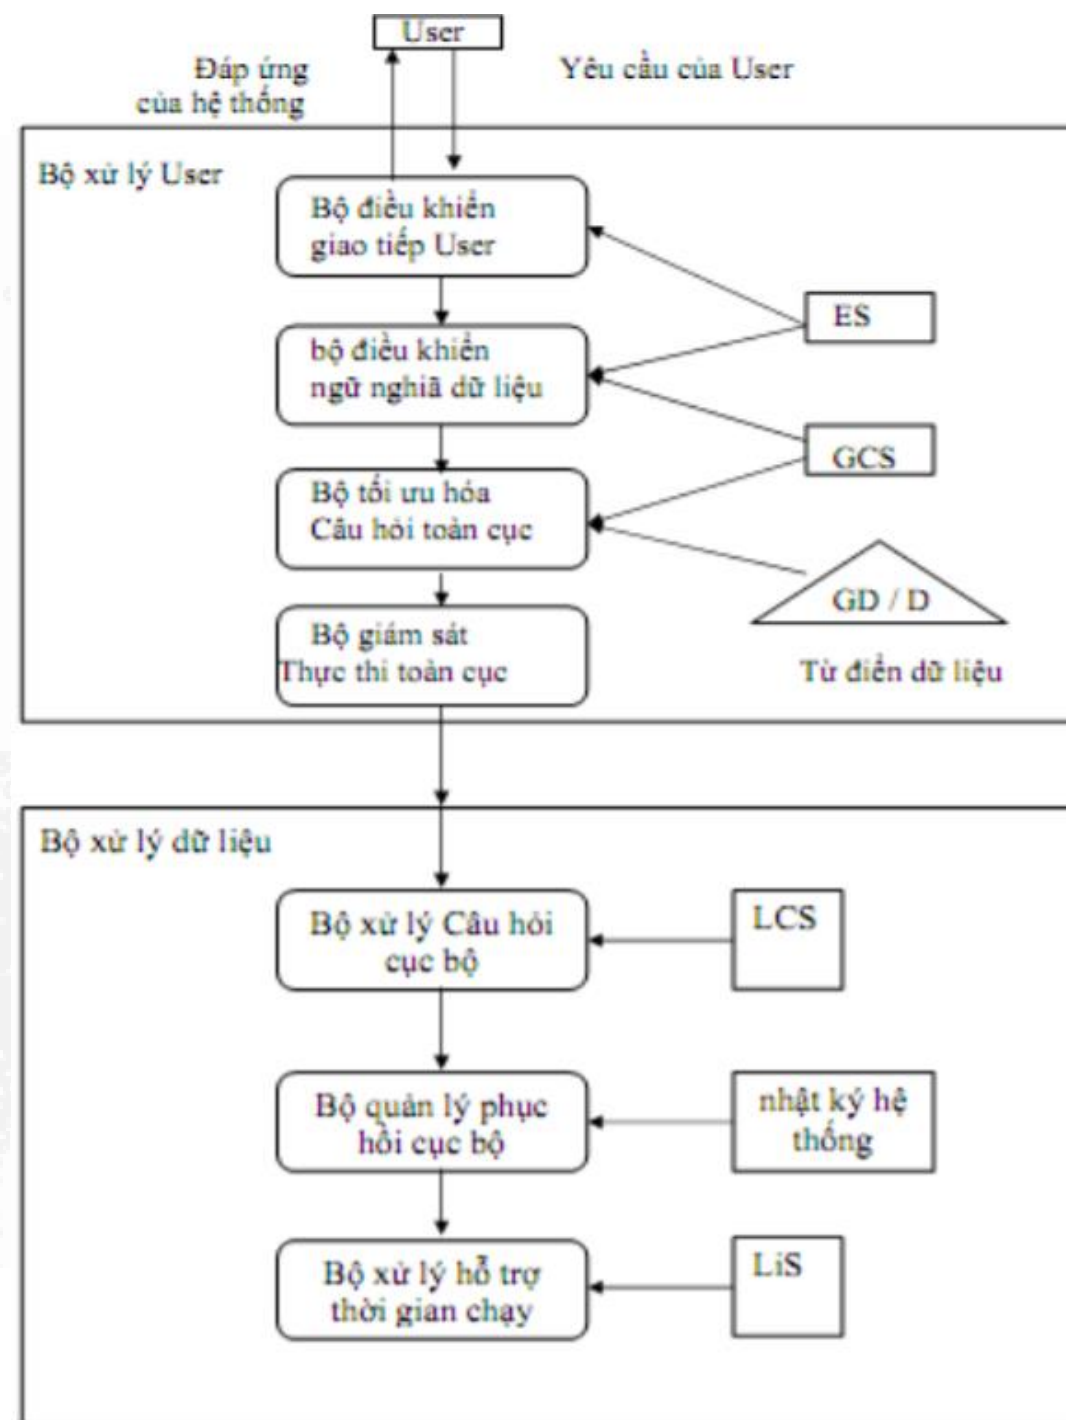 User
Đáp ứng
của hệ thống
Yêu cầu của User
Bộ xử lý User
Bộ điều khiển
giao tiếp User
ES
bộ điều khiển
ngữ nghiã dữ liệu
GCS
Bộ tối ưu hóa
Câu hỏi toàn cục
GD / D
Bộ giám sát
Thực thi toàn cục
Từ điển dữ liệu
Bộ xử lý dữ liệu
Bộ xử lý Câu hỏi
cục bộ
LCS
Bộ quản lý phục
hồi cục bộ
nhật ký hệ
thống
Bộ xử lý hỗ trợ
thời gian chạy
LiS